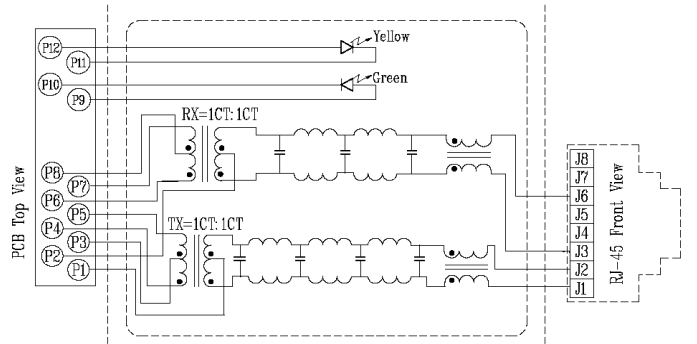 P12
P11
P10
P9
Yellow
Green
RX=1CT:1CT
P8
P7
P6
P5
P4
P3
P2
P1
TX=1CT:1CT
PCB Top View
J8
J7
J6
J5
J4
J3
J2
J1
RJ-45 Front View